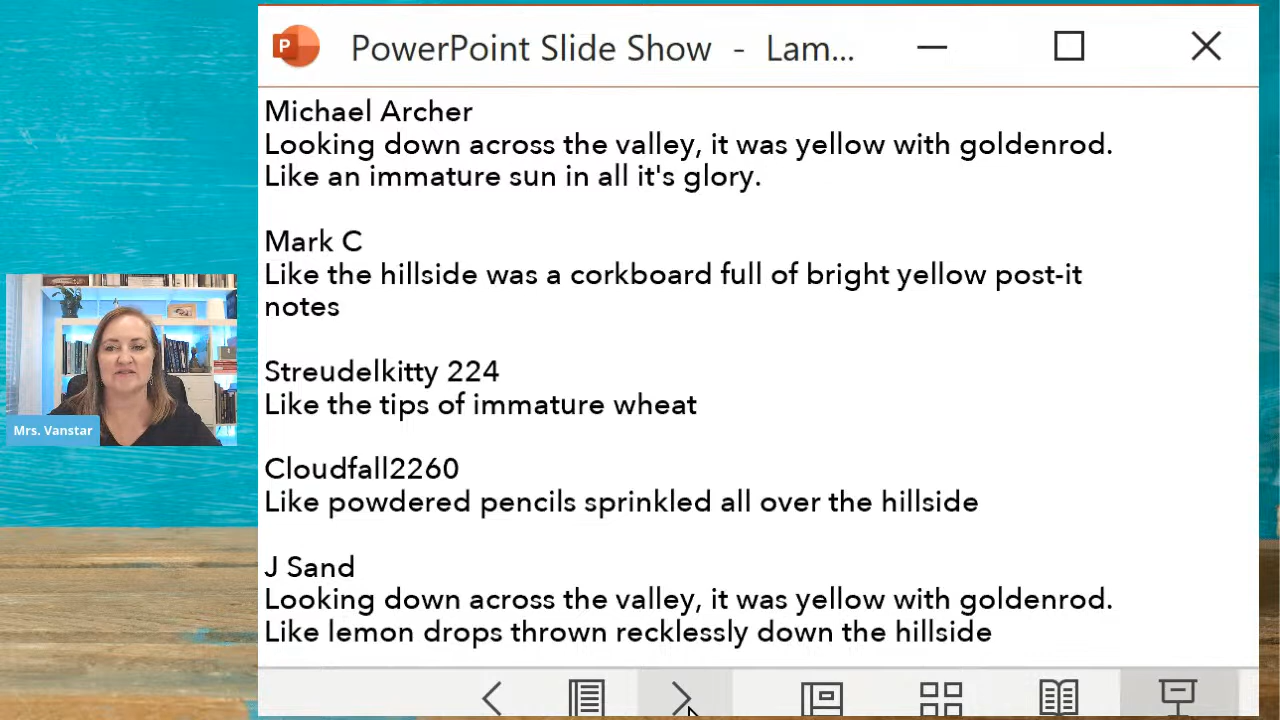 P
PowerPoint Slide Show - Lam...
Michael Archer
Looking down across the valley, it was yellow with goldenrod.
Like an immature sun in all it's glory.
Mark C
Like the hillside was a corkboard full of bright yellow post-it
notes
Streudelkitty 224
Like the tips of immature wheat
Cloudfall2260
Like powdered pencils sprinkled all over the hillside
J Sand
Looking down across the valley, it was yellow with goldenrod.
Like lemon drops thrown recklessly down the hillside
Mrs. Vanstar